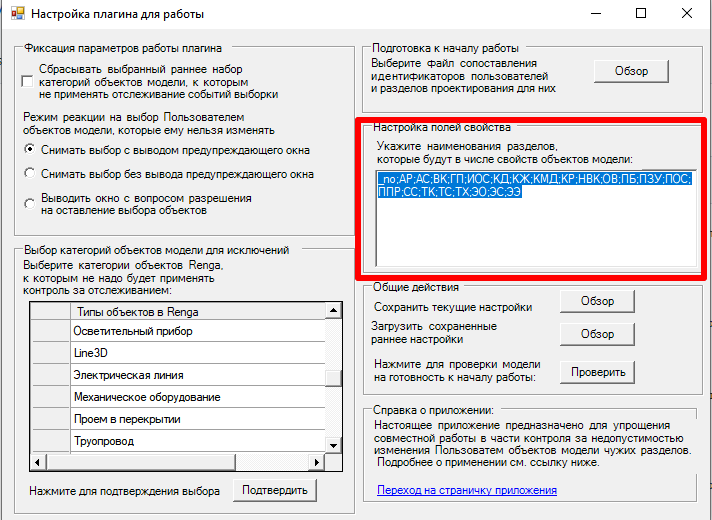 Настройка плагина для работы
Фиксация параметров работы плагина
Сбрасывать выбранный раннее набор
категорий объектов модели, к которым
не применять отслеживание событий выборки
Режим реакции на выбор Пользователем
объектов модели, которые ему нельзя изменять
Снимать выбор с выводом предупреждающего окна
Снимать выбор без вывода предупреждающего окна
Выводить окно с вопросом разрешения
на оставление выбора объектов
Выбор категорий объектов модели для исключений
Выберите категории объектов Renga,
к которым не надо будет применять
контроль за отслеживанием:
Типы объектов в Renga
Осветительный прибор
Line3D
Электрическая линия
Механическое оборудование
Проем в перекрытии
Труопровод
Нажмите для подтверждения выбора
Подтвердить
Подготовка к началу работы
Выберите файл сопоставления
идентификаторов пользователей
и разделов проектирования для них
Обзор
Настройка полей свойства
Укажите наименования разделов,
которые будут в числе свойств объектов модели:
_no;АР;АС;ВК;ГП;ИОС;КД;КЖ;КМД;КР;НВК;ОВ;ПБ;ПЗУ;ПОС;
ППР;СС;ТК;ТС;ТХ;ЭО;ЭС;ЭЭ
Общие действия
Сохранить текущие настройки
Обзор
Загрузить сохраненные
раннее настройки
Обзор
Нажмите для проверки модели
на готовность к началу работы:
Проверить
Справка о приложении:
Настоящее приложение предназначено для упрощения
совместной работы в части контроля за недопустимостью
изменения Пользоватем объектов модели чужих разделов.
Подробнее о применении см. ссылку ниже.
Переход на страничку приложения